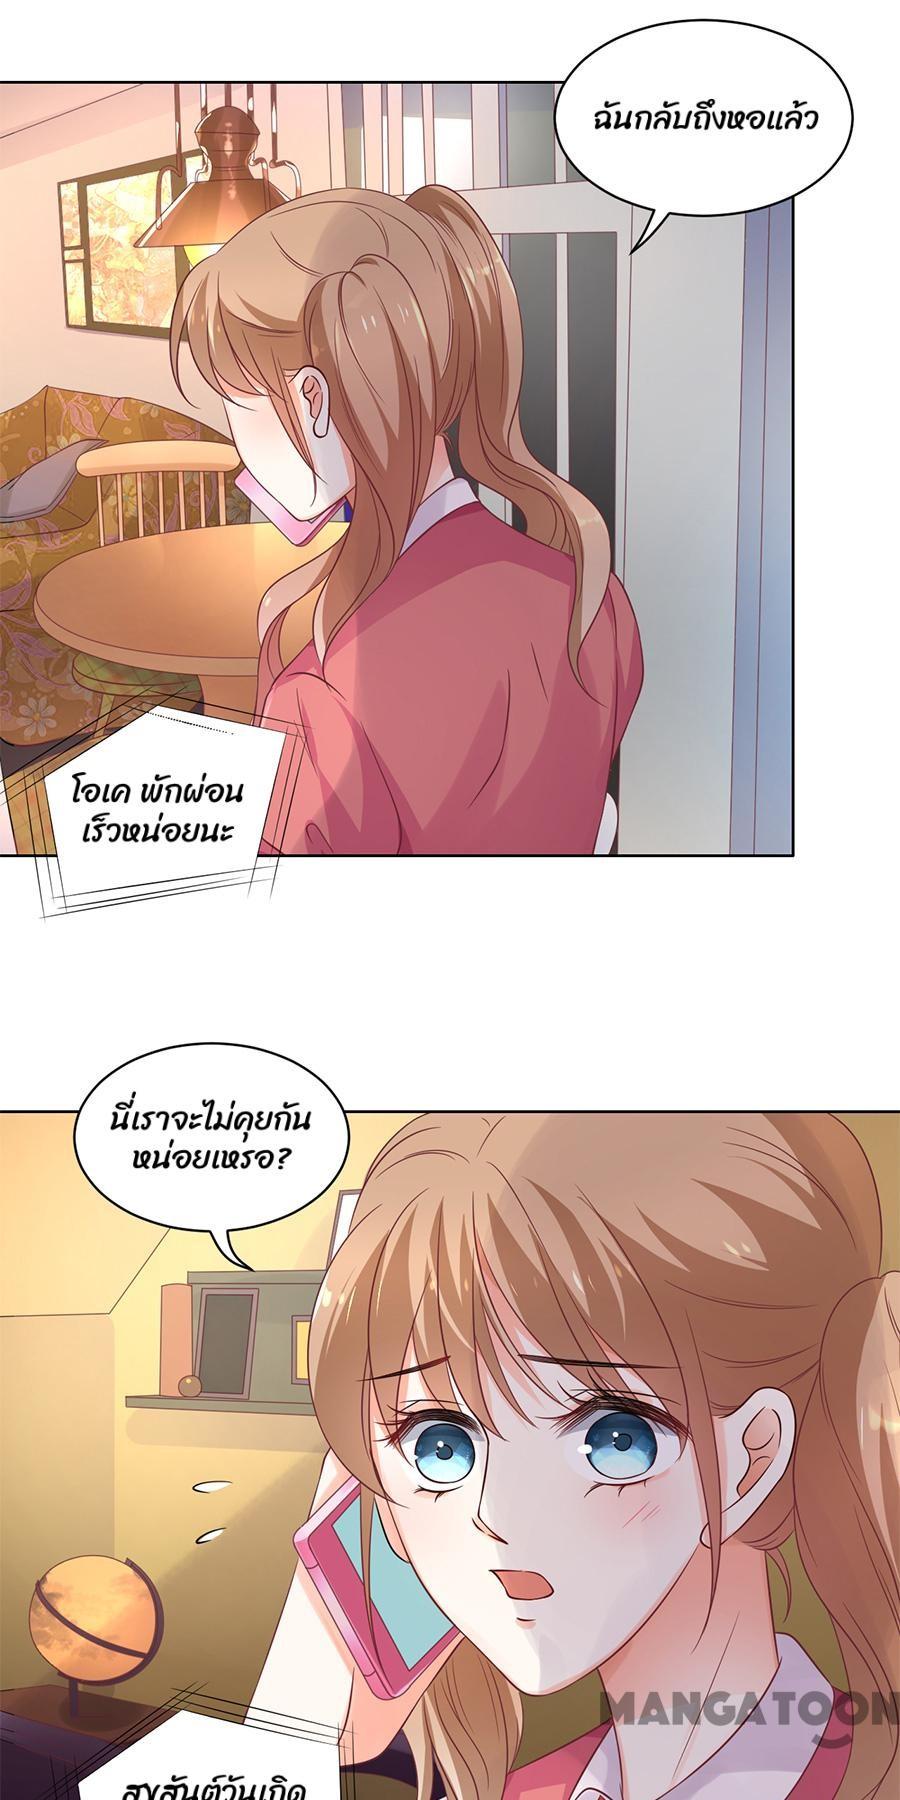 ฉันกลับถึงหอแล้ว
โอเค พักผ่อน
เร็วหน่อยนะ
นี่เราจะไม่คุยกัน
หน่อยเหรอ?
MANGATOON
สุขสันต์วันเกิด